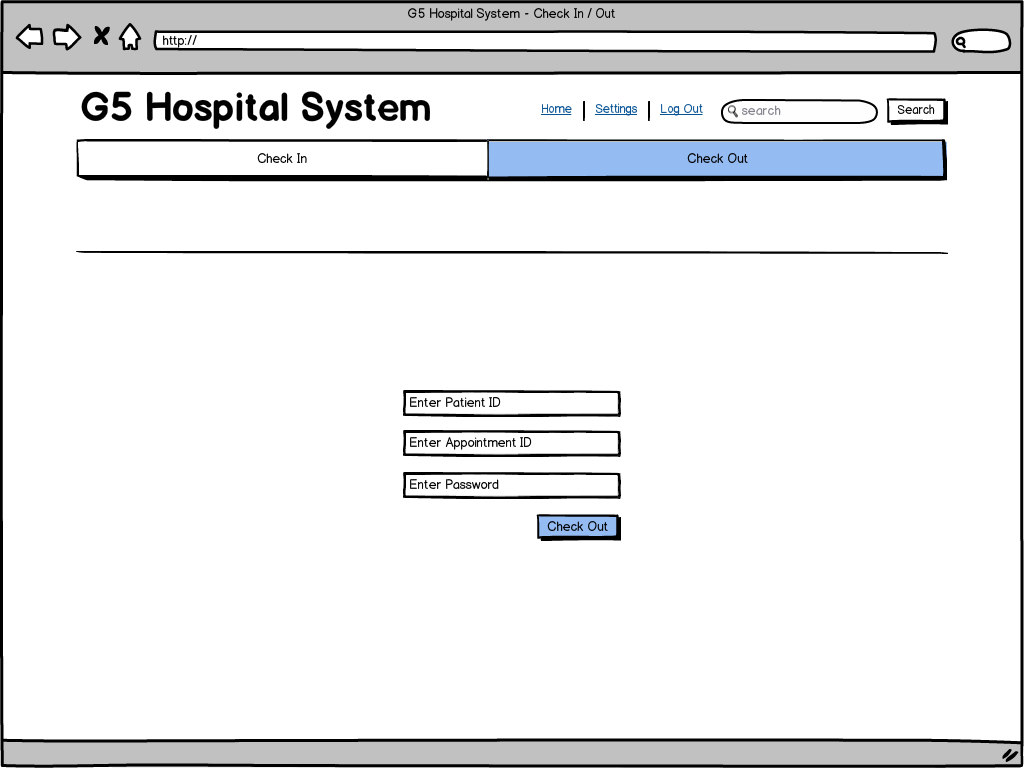 G5 Hospital System - Check In / Out
http://
G5 Hospital System
Home Settings Log Out search Search
Check In Check Out
Enter Patient ID
Enter Appointment ID
Enter Password
Check Out